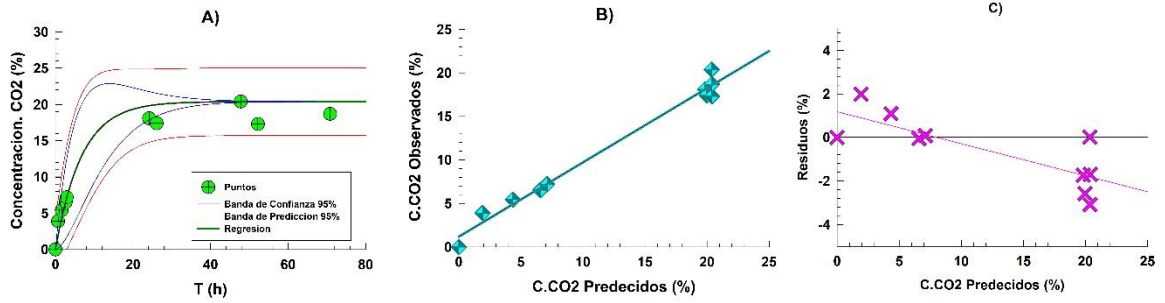 A)
Concentracion. CO2 (%)
30
25
20
15
10
5
0
0
20
40
60
80
T (h)
Puntos
Banda de Confianza 95%
Banda de Prediccion 95%
Regresion
B)
C.CO2 Observados (%)
25
20
15
10
5
0
0
5
10
15
20
25
C.CO2 Predecidos (%)
C)
Residuos (%)
4
2
0
-2
-4
0
5
10
15
20
25
C.CO2 Predecidos (%)